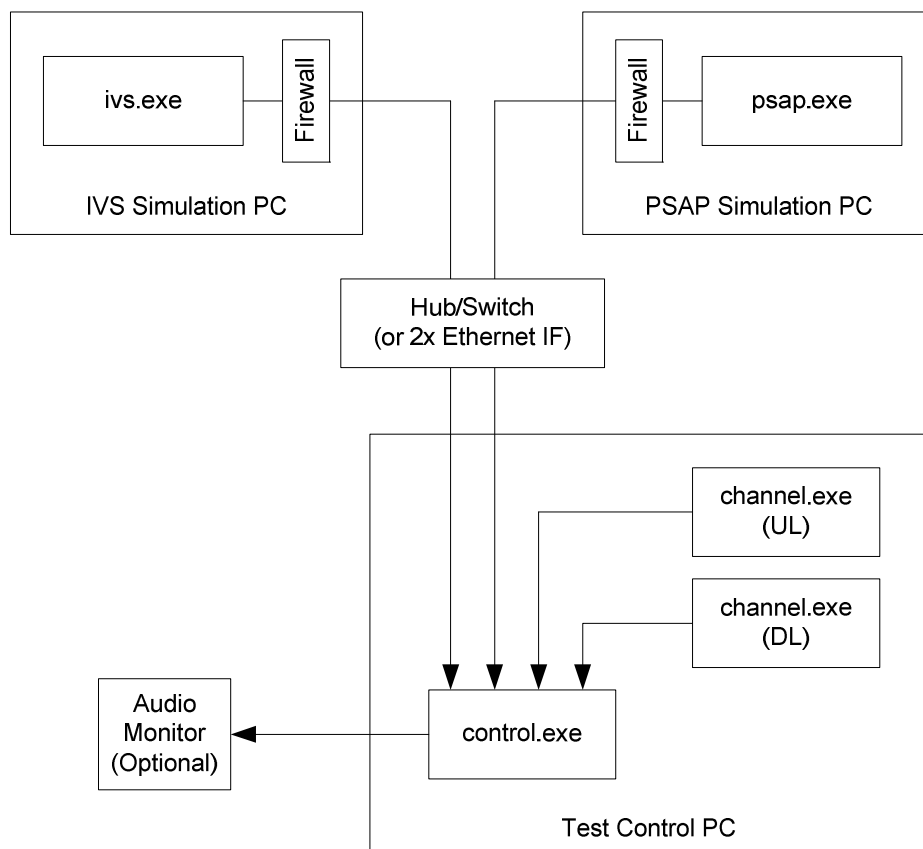 ivs.exe
Firewall
IVS Simulation PC
Firewall
psap.exe
PSAP Simulation PC
Hub/Switch
(or 2x Ethernet IF)
channel.exe
(UL)
channel.exe
(DL)
Audio
Monitor
(Optional)
control.exe
Test Control PC